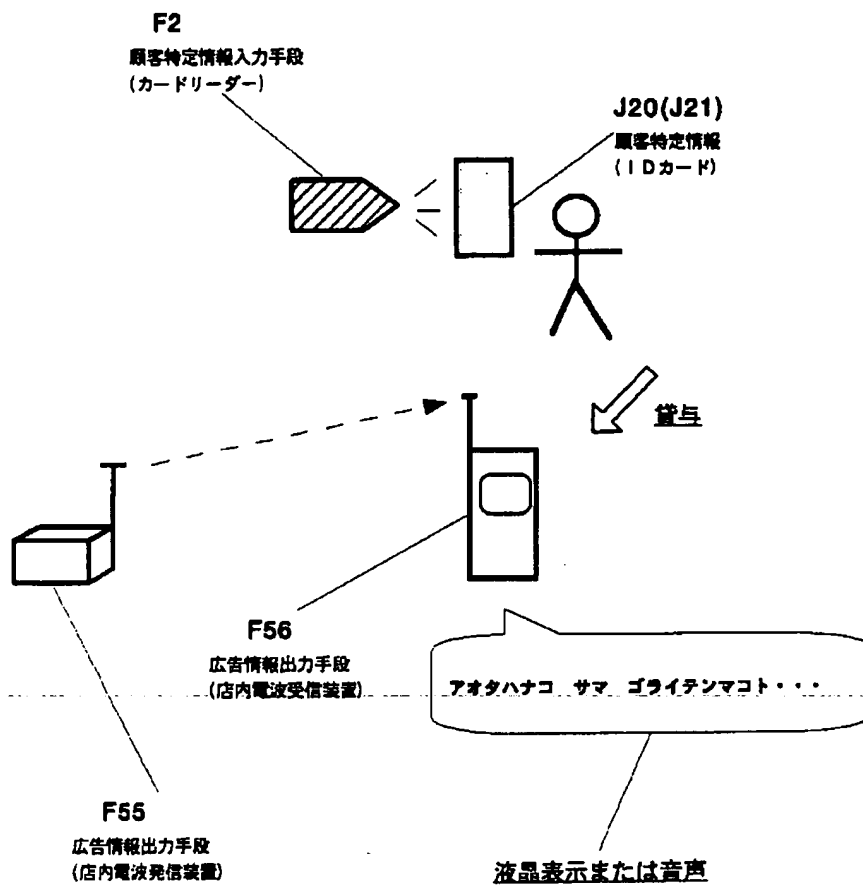 F2
顧客特定情報入力手段
(カードリーダー)
J20(J21)
顧客特定情報
(IDカード)
貸与
F56
広告情報出力手段
(店内電波受信装置)
アオタハナコ サマ ゴライテンマコト・・・
F55
広告情報出力手段
(店内電波発信装置)
液晶表示または音声